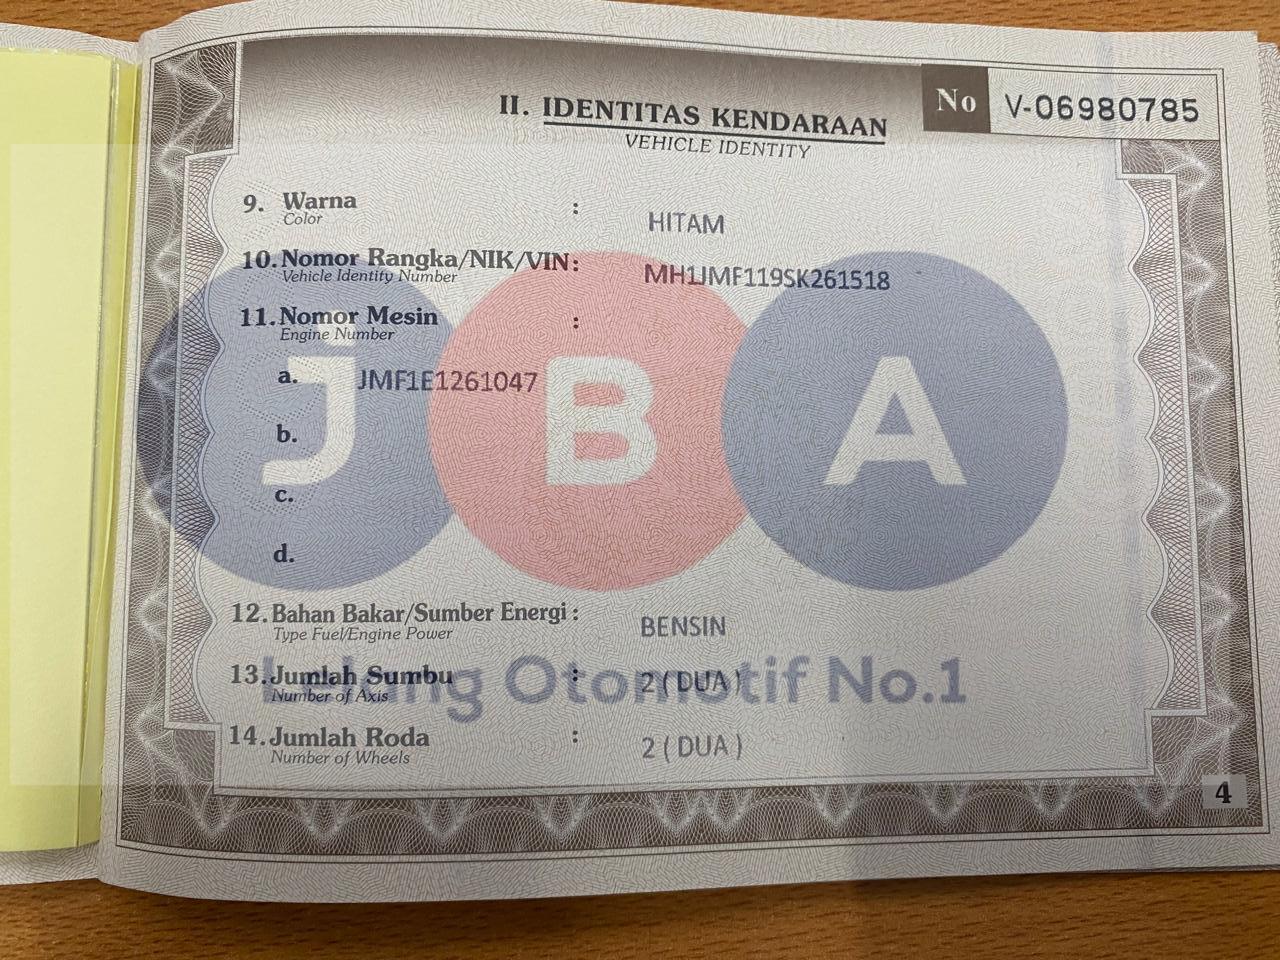 II. IDENTITAS KENDARAAN
VEHICLE IDENTITY
No V-06980785
9. Warna : HITAM
Color
10. Nomor Rangka/NIK/VIN : MH1JMF119SK261518
Vehicle Identity Number
11. Nomor Mesin :
Engine Number
a. JMF1E1261047
b.
c.
d.
JBA
12. Bahan Bakar/Sumber Energi : BENSIN
Type Fuel/Engine Power
13. Jumlah Sumbu : 2 ( DUA )
Number of Axis
Lelang Otomotif No.1
14. Jumlah Roda : 2 ( DUA )
Number of Wheels
4